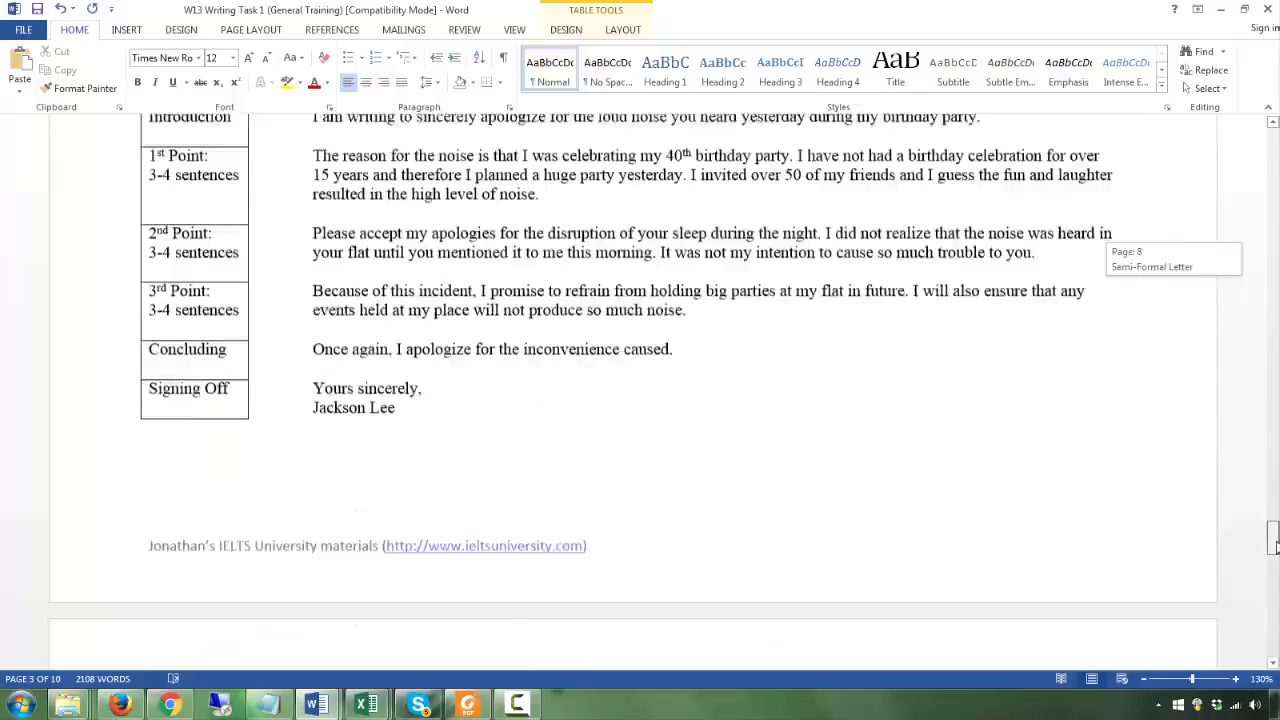 W13 Writing Task 1 (General Training) [Compatibility Mode] - Word
TABLE TOOLS
FILE HOME INSERT DESIGN PAGE LAYOUT REFERENCES MAILINGS REVIEW VIEW DESIGN LAYOUT
Sign in
Paste
Cut
Copy
Format Painter
Clipboard
Times New Ro 12
Font
Paragraph
AaBbCcDc AaBbCcDc AaBbC AaBbCc AaBbCcI AaBbCcD AaB AaBbCcD AaBbCcDc AaBbCcDc AaBbCcDc
¶ Normal ¶ No Spac... Heading 1 Heading 2 Heading 3 Heading 4 Title Subtitle Subtle Em... Emphasis Intense E...
Styles
Find
Replace
Select
Editing
Introduction
I am writing to sincerely apologize for the loud noise you heard yesterday during my birthday party.
1st Point:
3-4 sentences
The reason for the noise is that I was celebrating my 40th birthday party. I have not had a birthday celebration for over
15 years and therefore I planned a huge party yesterday. I invited over 50 of my friends and I guess the fun and laughter
resulted in the high level of noise.
2nd Point:
3-4 sentences
Please accept my apologies for the disruption of your sleep during the night. I did not realize that the noise was heard in
your flat until you mentioned it to me this morning. It was not my intention to cause so much trouble to you.
Page: 8
Semi-Formal Letter
3rd Point:
3-4 sentences
Because of this incident, I promise to refrain from holding big parties at my flat in future. I will also ensure that any
events held at my place will not produce so much noise.
Concluding
Once again, I apologize for the inconvenience caused.
Signing Off
Yours sincerely,
Jackson Lee
Jonathan's IELTS University materials (http://www.ieltsuniversity.com)
PAGE 3 OF 10 2108 WORDS
130%